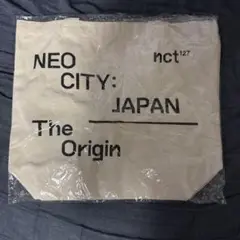 NEO nct127
CITY:
JAPAN
The
Origin